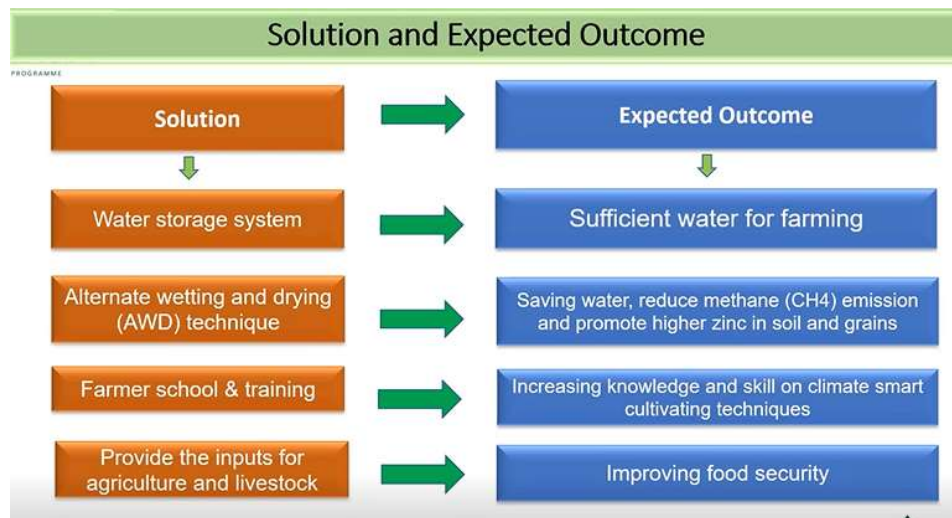 Solution and Expected Outcome
PROGRAMME
Solution
Expected Outcome
Water storage system
Sufficient water for farming
Alternate wetting and drying
(AWD) technique
Saving water, reduce methane (CH4) emission
and promote higher zinc in soil and grains
Farmer school & training
Increasing knowledge and skill on climate smart
cultivating techniques
Provide the inputs for
agriculture and livestock
Improving food security